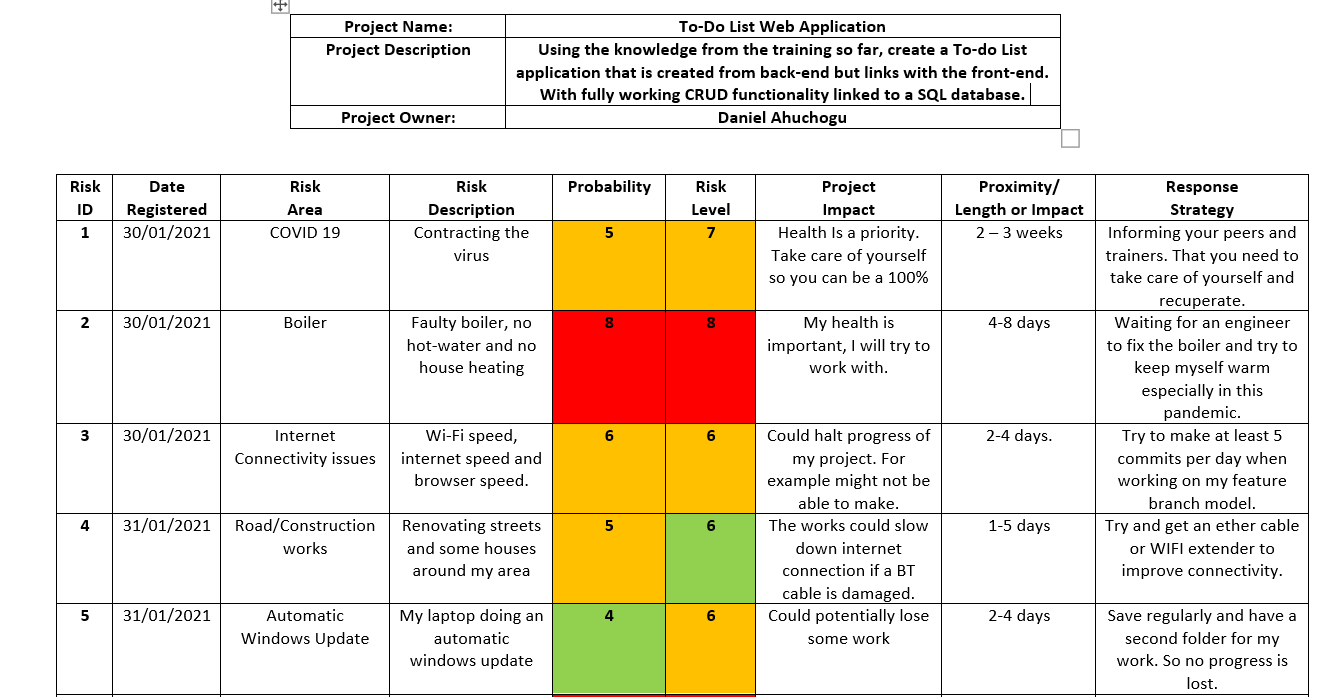 Project Name: To-Do List Web Application
Project Description Using the knowledge from the training so far, create a To-do List
application that is created from back-end but links with the front-end.
With fully working CRUD functionality linked to a SQL database.
Project Owner: Daniel Ahuchogu
Risk Date Risk Risk Probability Risk Project Proximity/ Response
ID Registered Area Description Level Impact Length or Impact Strategy
1 30/01/2021 COVID 19 Contracting the 5 7 Health Is a priority. 2 – 3 weeks Informing your peers and
virus Take care of yourself trainers. That you need to
so you can be a 100% take care of yourself and
recuperate.
2 30/01/2021 Boiler Faulty boiler, no 8 8 My health is 4-8 days Waiting for an engineer
hot-water and no important, I will try to to fix the boiler and try to
house heating work with. keep myself warm
especially in this
pandemic.
3 30/01/2021 Internet Wi-Fi speed, 6 6 Could halt progress of 2-4 days. Try to make at least 5
Connectivity issues internet speed and my project. For commits per day when
browser speed. example might not be working on my feature
able to make. branch model.
4 31/01/2021 Road/Construction Renovating streets 5 6 The works could slow 1-5 days Try and get an ether cable
works and some houses down internet or WIFI extender to
around my area connection if a BT improve connectivity.
cable is damaged.
5 31/01/2021 Automatic My laptop doing an 4 6 Could potentially lose 2-4 days Save regularly and have a
Windows Update automatic some work second folder for my
windows update work. So no progress is
lost.